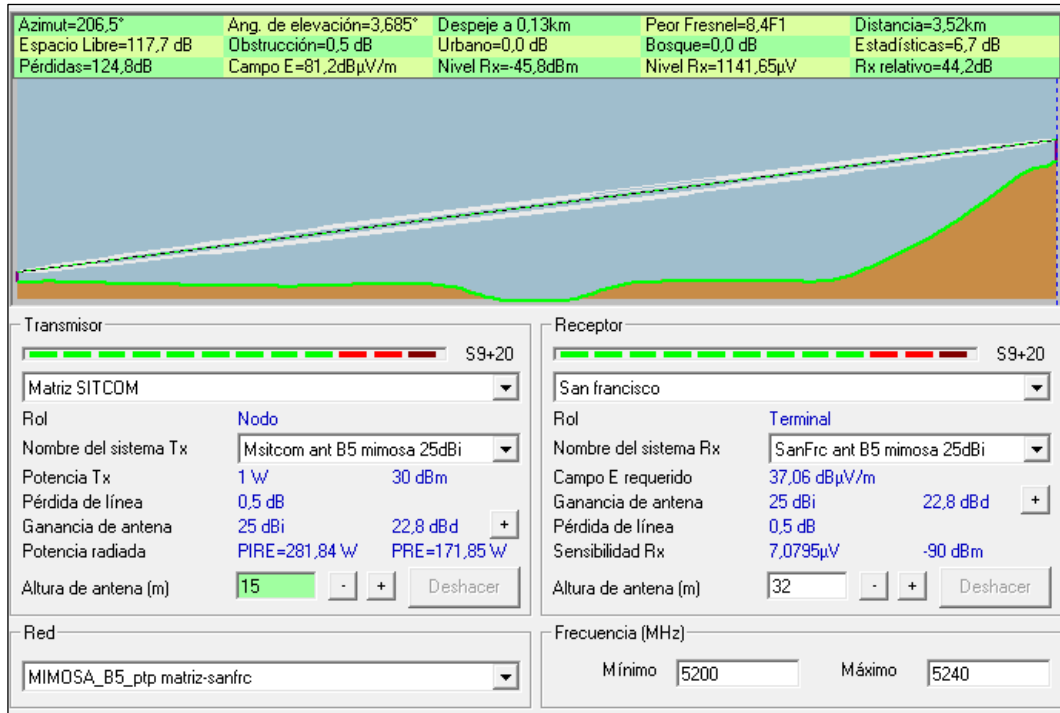 Azimut=206,5° Ang. de elevación=3,685° Despeje a 0,13km Peor Fresnel=8,4F1 Distancia=3,52km
Espacio Libre=117,7 dB Obstrucción=0,5 dB Urbano=0,0 dB Bosque=0,0 dB Estadísticas=6,7 dB
Pérdidas=124,8dB Campo E=81,2dBµV/m Nivel Rx=-45,8dBm Nivel Rx=1141,65µV Rx relativo=44,2dB
Transmisor
S9+20
Matriz SITCOM
Rol Nodo
Nombre del sistema Tx Msitcom ant B5 mimosa 25dBi
Potencia Tx 1 W 30 dBm
Pérdida de línea 0,5 dB
Ganancia de antena 25 dBi 22,8 dBd +
Potencia radiada PIRE=281,84 W PRE=171,85 W
Altura de antena (m) 15 - + Deshacer
Receptor
S9+20
San francisco
Rol Terminal
Nombre del sistema Rx SanFrc ant B5 mimosa 25dBi
Campo E requerido 37,06 dBµV/m
Ganancia de antena 25 dBi 22,8 dBd +
Pérdida de línea 0,5 dB
Sensibilidad Rx 7,0795µV -90 dBm
Altura de antena (m) 32 - + Deshacer
Red
MIMOSA_B5_ptp matriz-sanfrc
Frecuencia (MHz)
Mínimo 5200 Máximo 5240